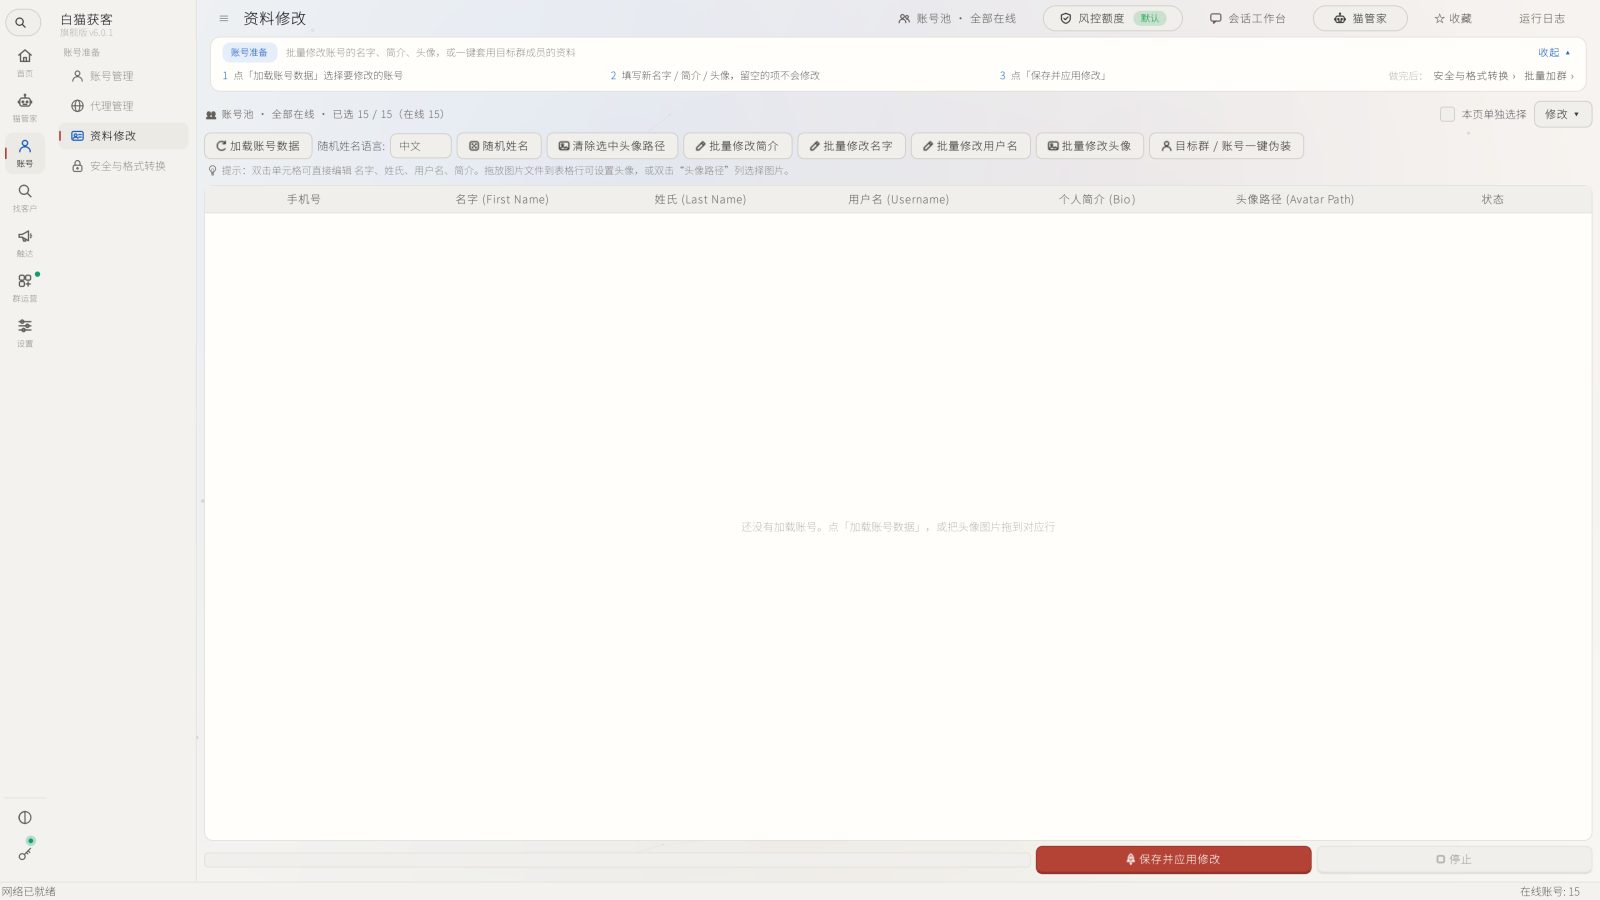 白猫获客
旗舰版 v6.0.1
首页
猫管家
账号
找客户
触达
群运营
设置
账号准备
账号管理
代理管理
资料修改
安全与格式转换
资料修改
账号池 · 全部在线
风控额度 默认
会话工作台
猫管家
☆ 收藏
运行日志
账号准备 批量修改账号的名字、简介、头像，或一键套用目标群成员的资料
收起 ▲
1 点「加载账号数据」选择要修改的账号
2 填写新名字 / 简介 / 头像，留空的项不会修改
3 点「保存并应用修改」
做完后： 安全与格式转换 › 批量加群 ›
账号池 · 全部在线 · 已选 15 / 15（在线 15）
本页单独选择
修改 ▼
加载账号数据
随机姓名语言:
中文
随机姓名
清除选中头像路径
批量修改简介
批量修改名字
批量修改用户名
批量修改头像
目标群 / 账号一键伪装
提示：双击单元格可直接编辑 名字、姓氏、用户名、简介。拖放图片文件到表格行可设置头像，或双击“头像路径”列选择图片。
手机号
名字 (First Name)
姓氏 (Last Name)
用户名 (Username)
个人简介 (Bio)
头像路径 (Avatar Path)
状态
还没有加载账号。点「加载账号数据」，或把头像图片拖到对应行
保存并应用修改
停止
网络已就绪
在线账号: 15